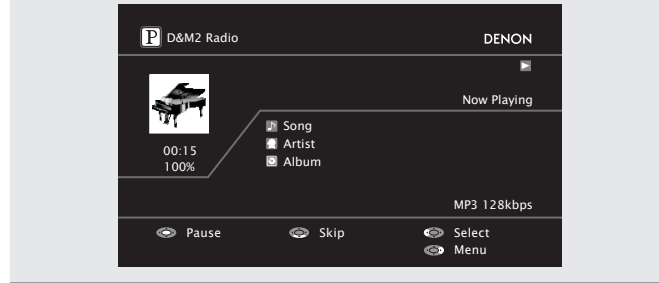 P D&M2 Radio DENON
Now Playing
Song
Artist
Album
00:15
100%
MP3 128kbps
Pause Skip Select
Menu